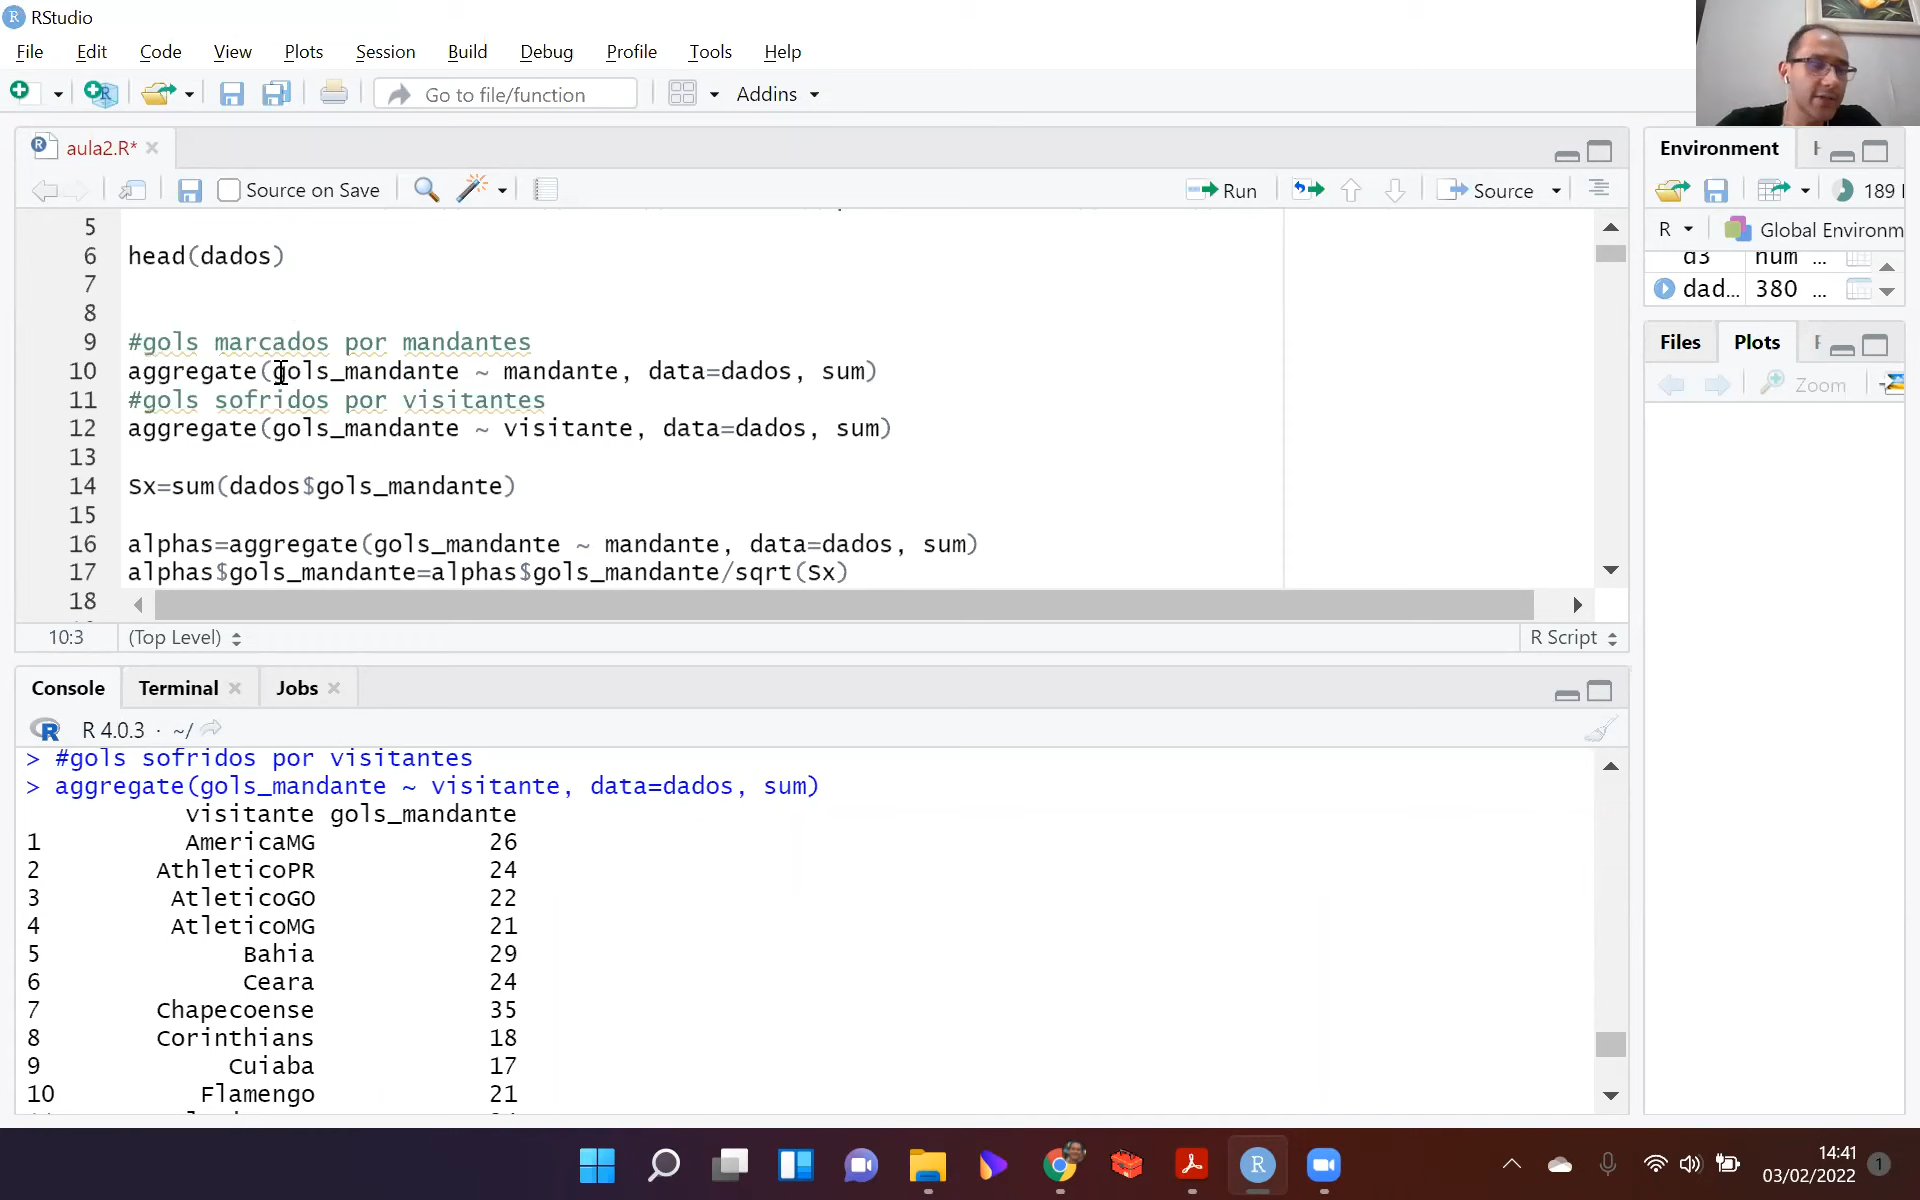 RStudio
File Edit Code View Plots Session Build Debug Profile Tools Help
Go to file/function Addins
aula2.R*
Source on Save Run Source
5
6 head(dados)
7
8
9 #gols marcados por mandantes
10 aggregate(gols_mandante ~ mandante, data=dados, sum)
11 #gols sofridos por visitantes
12 aggregate(gols_mandante ~ visitante, data=dados, sum)
13
14 Sx=sum(dados$gols_mandante)
15
16 alphas=aggregate(gols_mandante ~ mandante, data=dados, sum)
17 alphas$gols_mandante=alphas$gols_mandante/sqrt(Sx)
18
10:3 (Top Level) R Script
Console Terminal Jobs
R 4.0.3 · ~/
> #gols sofridos por visitantes
> aggregate(gols_mandante ~ visitante, data=dados, sum)
visitante gols_mandante
1 AmericaMG 26
2 AthleticoPR 24
3 AtleticoGO 22
4 AtleticoMG 21
5 Bahia 29
6 Ceara 24
7 Chapecoense 35
8 Corinthians 18
9 Cuiaba 17
10 Flamengo 21
Environment
189
R Global Environm
d3 num ...
dad... 380 ...
Files Plots
Zoom
14:41
03/02/2022
1